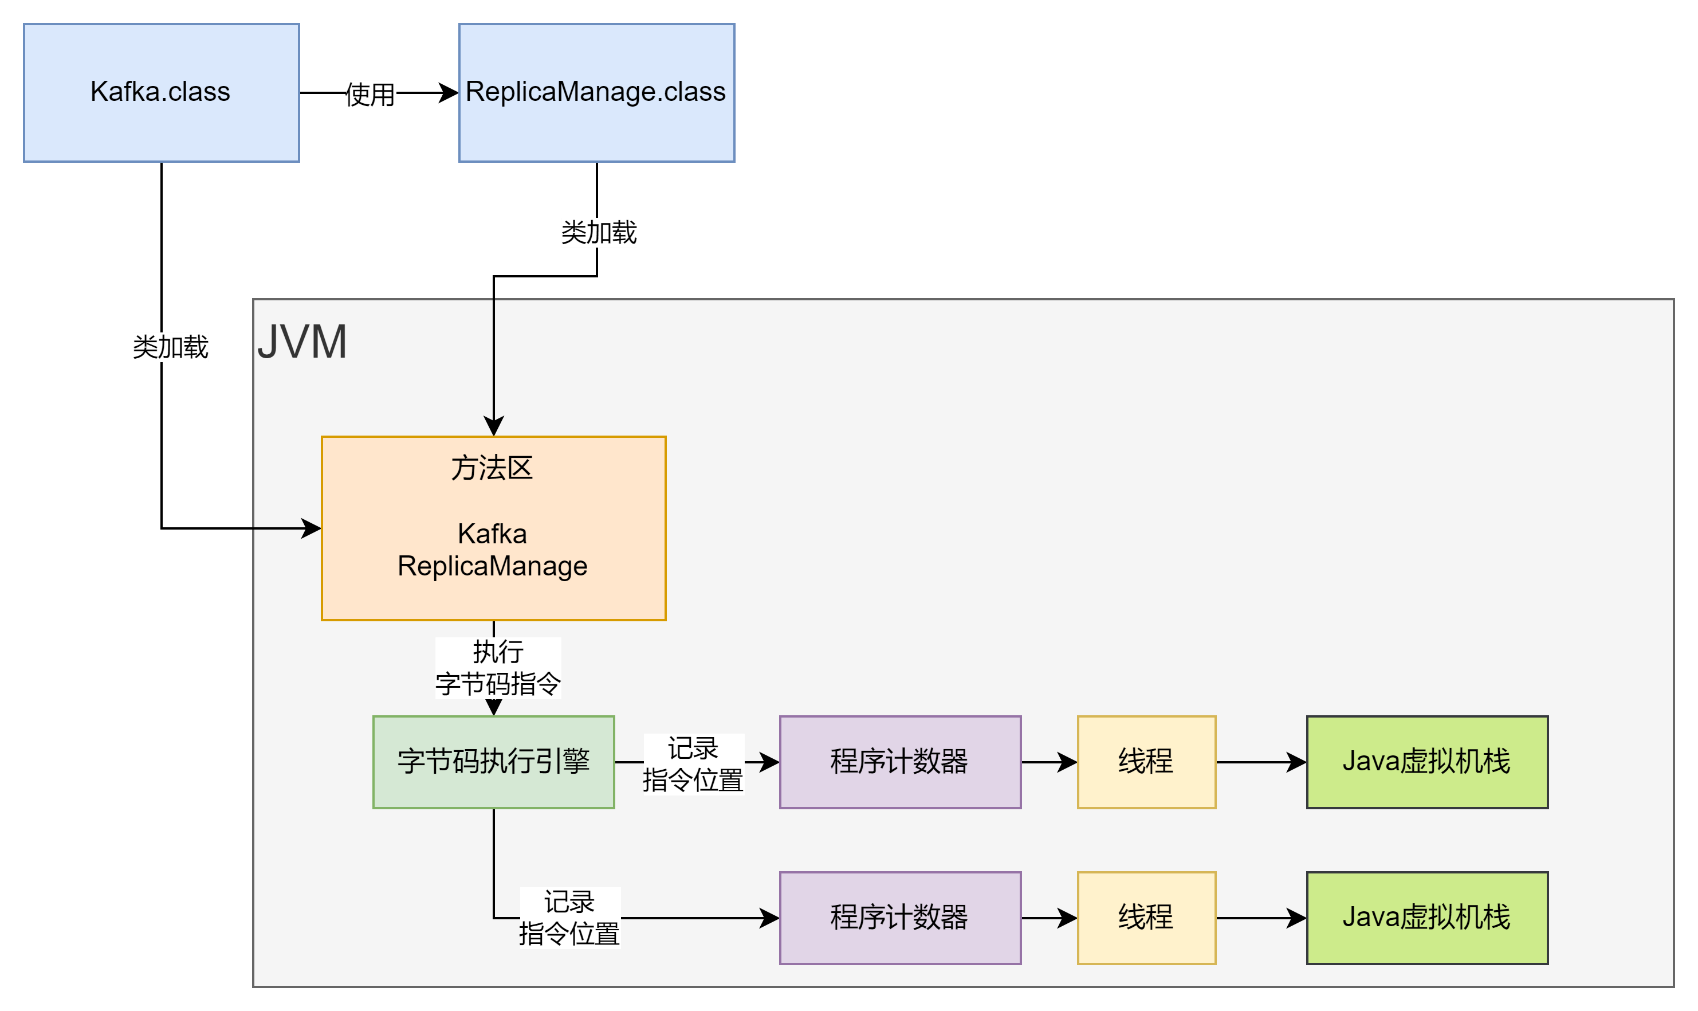 Kafka.class
使用
ReplicaManage.class
类加载
类加载
JVM
方法区
Kafka
ReplicaManage
执行
字节码指令
字节码执行引擎
记录
指令位置
程序计数器
线程
Java虚拟机栈
记录
指令位置
程序计数器
线程
Java虚拟机栈